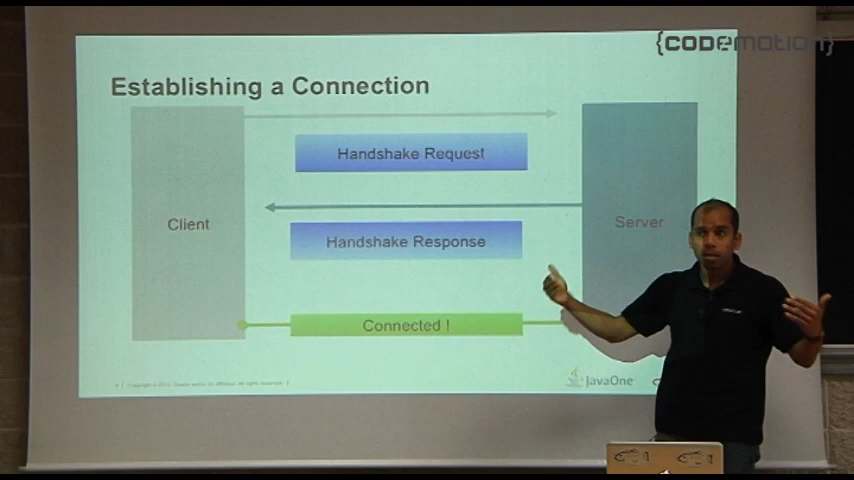 {CODEMOTION}
Establishing a Connection
Handshake Request
Client
Server
Handshake Response
Connected !
JavaOne